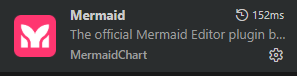 Mermaid 152ms
The official Mermaid Editor plugin b...
MermaidChart